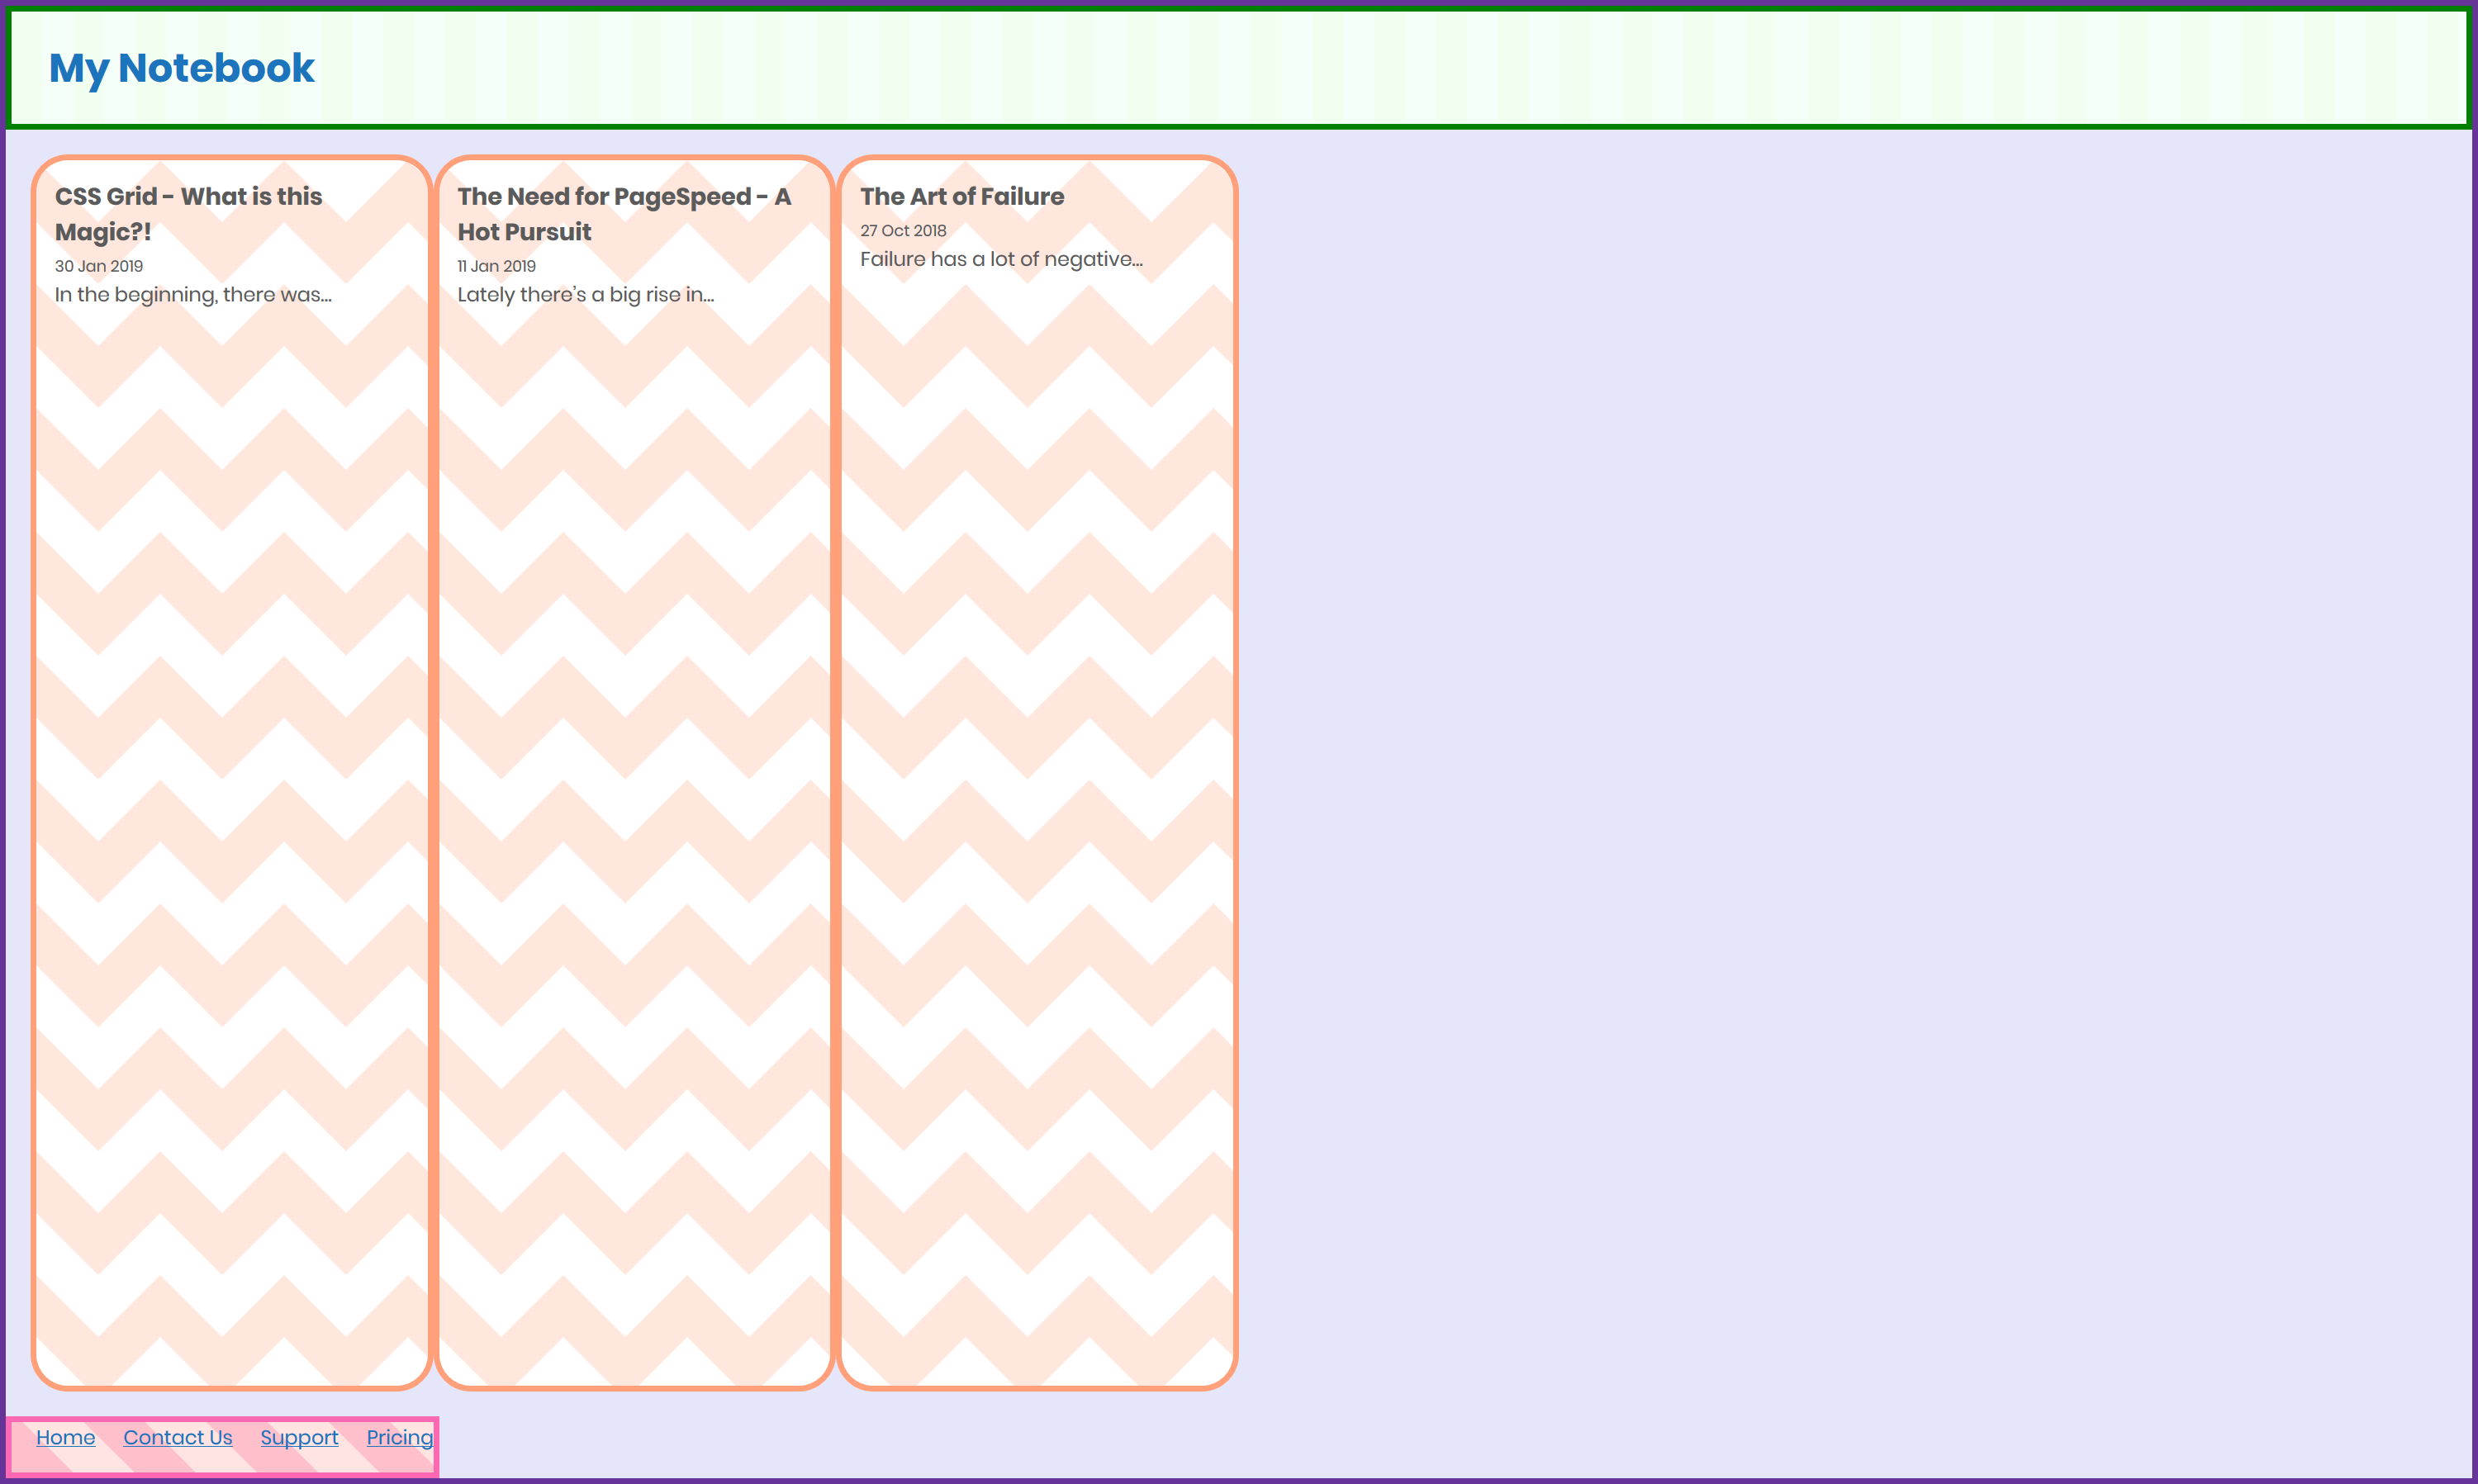 My Notebook
CSS Grid - What is this
Magic?!
30 Jan 2019
In the beginning, there was...
The Need for PageSpeed - A
Hot Pursuit
11 Jan 2019
Lately there's a big rise in...
The Art of Failure
27 Oct 2018
Failure has a lot of negative...
Home Contact Us Support Pricing